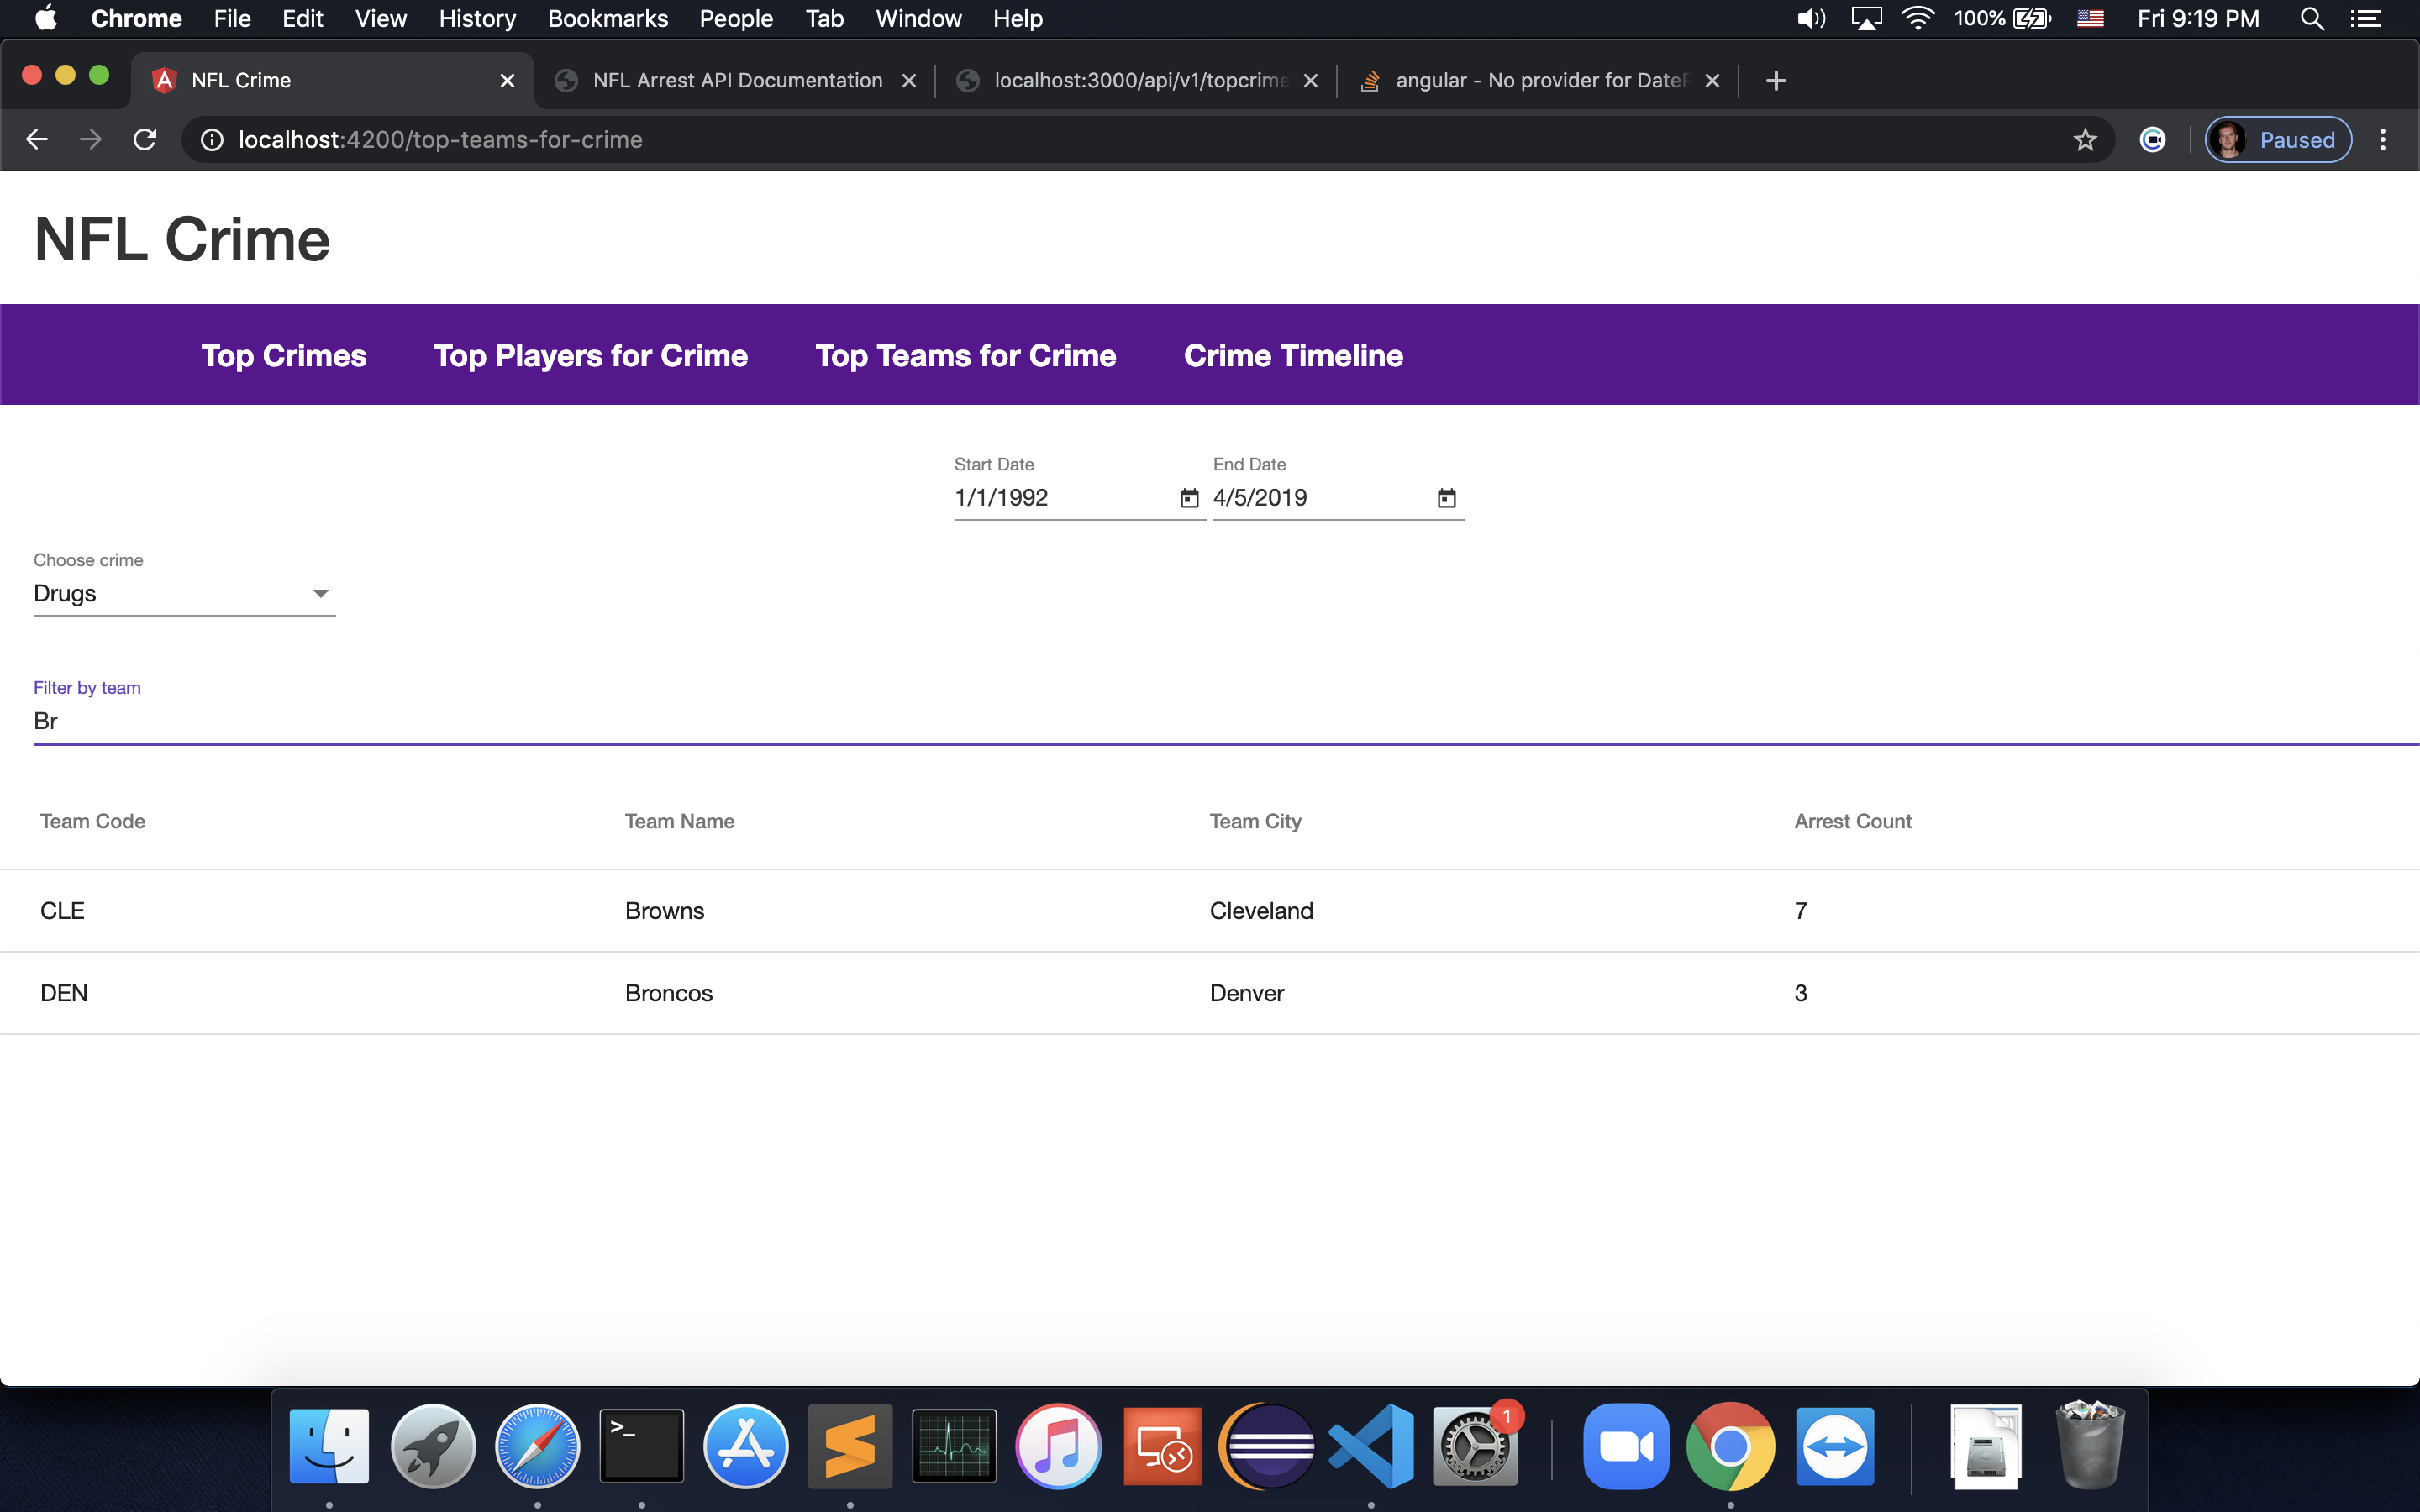 Chrome File Edit View History Bookmarks People Tab Window Help 100% Fri 9:19 PM
NFL Crime NFL Arrest API Documentation localhost:3000/api/v1/topcrime angular - No provider for DateP
localhost:4200/top-teams-for-crime Paused
NFL Crime
Top Crimes Top Players for Crime Top Teams for Crime Crime Timeline
Start Date End Date
1/1/1992 4/5/2019
Choose crime
Drugs
Filter by team
Br
Team Code Team Name Team City Arrest Count
CLE Browns Cleveland 7
DEN Broncos Denver 3
>_
1